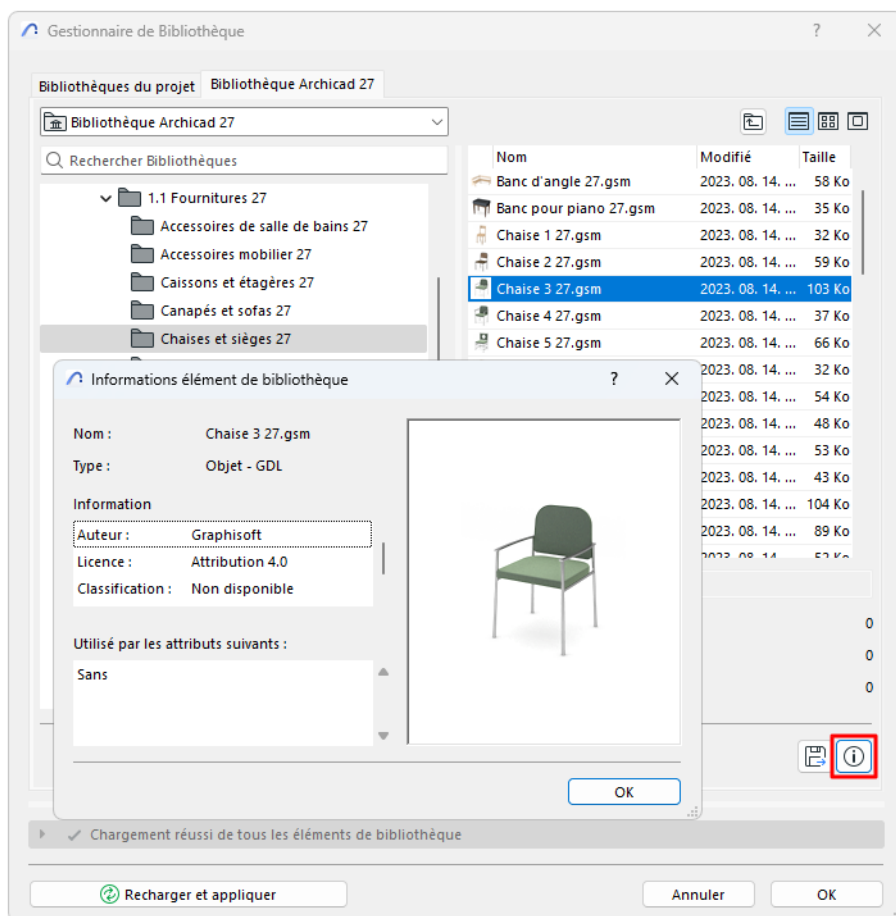 Gestionnaire de Bibliothèque
?
Bibliothèques du projet Bibliothèque Archicad 27
Bibliothèque Archicad 27
Rechercher Bibliothèques
1.1 Fournitures 27
Accessoires de salle de bains 27
Accessoires mobilier 27
Caissons et étagères 27
Canapés et sofas 27
Chaises et sièges 27
Nom Modifié Taille
Banc d'angle 27.gsm 2023. 08. 14. ... 58 Ko
Banc pour piano 27.gsm 2023. 08. 14. ... 35 Ko
Chaise 1 27.gsm 2023. 08. 14. ... 32 Ko
Chaise 2 27.gsm 2023. 08. 14. ... 59 Ko
Chaise 3 27.gsm 2023. 08. 14. ... 103 Ko
Chaise 4 27.gsm 2023. 08. 14. ... 37 Ko
Chaise 5 27.gsm 2023. 08. 14. ... 66 Ko
2023. 08. 14. ... 32 Ko
2023. 08. 14. ... 54 Ko
2023. 08. 14. ... 48 Ko
2023. 08. 14. ... 53 Ko
2023. 08. 14. ... 43 Ko
2023. 08. 14. ... 104 Ko
2023. 08. 14. ... 89 Ko
0
0
0
Informations élément de bibliothèque
?
Nom : Chaise 3 27.gsm
Type : Objet - GDL
Information
Auteur : Graphisoft
Licence : Attribution 4.0
Classification : Non disponible
Utilisé par les attributs suivants :
Sans
OK
Chargement réussi de tous les éléments de bibliothèque
Recharger et appliquer
Annuler
OK